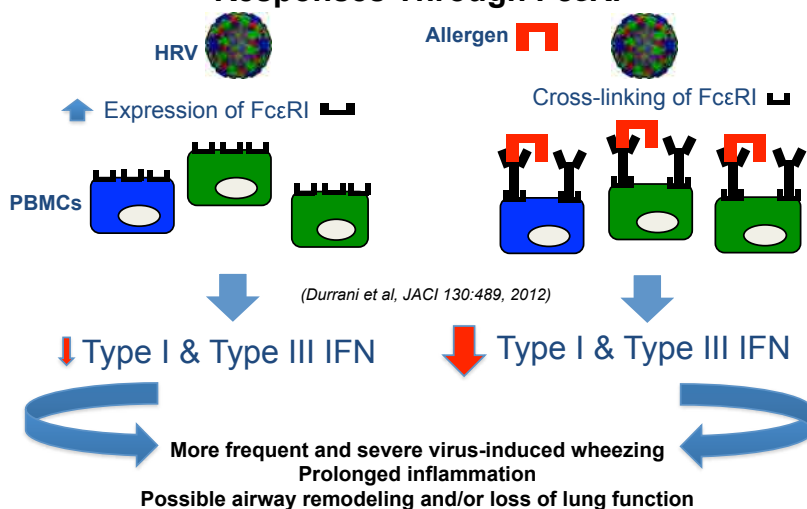 HRV
Allergen
Expression of FcεRI
Cross-linking of FcεRI
PBMCs
(Durrani et al, JACI 130:489, 2012)
Type I & Type III IFN
Type I & Type III IFN
More frequent and severe virus-induced wheezing
Prolonged inflammation
Possible airway remodeling and/or loss of lung function